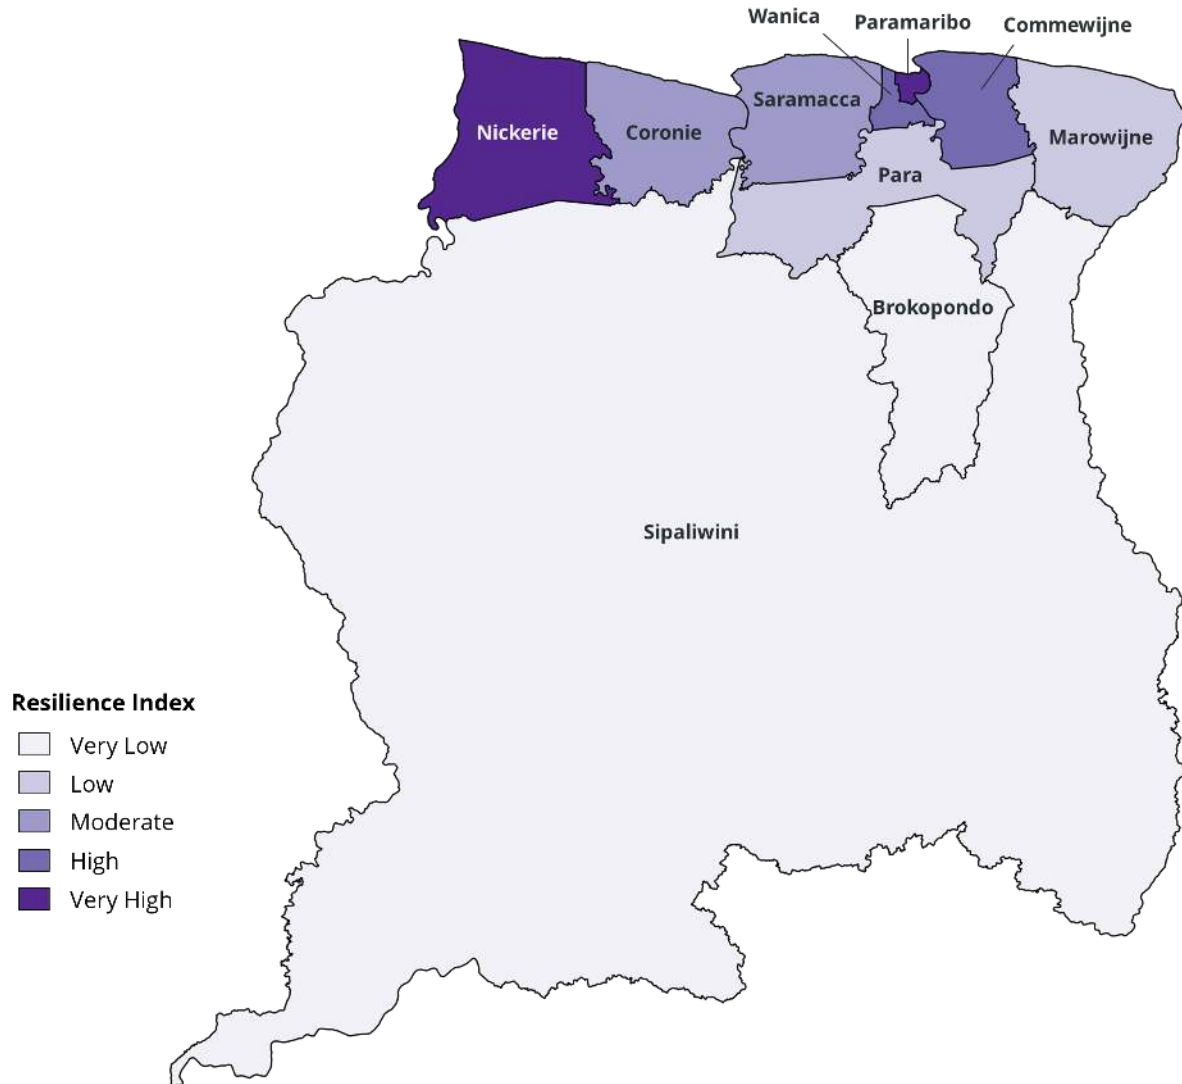 Wanica
Paramaribo
Commewijne
Saramacca
Nickerie
Coronie
Marowijne
Para
Brokopondo
Sipaliwini
Resilience Index
Very Low
Low
Moderate
High
Very High